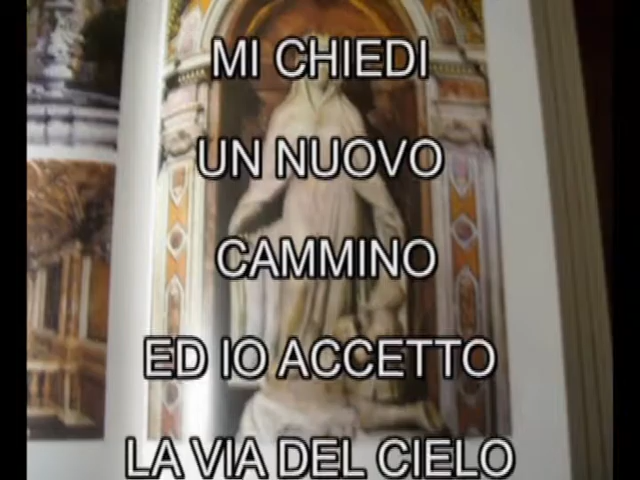 MI CHIEDI
UN NUOVO
CAMMINO
ED IO ACCETTO
LA VIA DEL CIELO